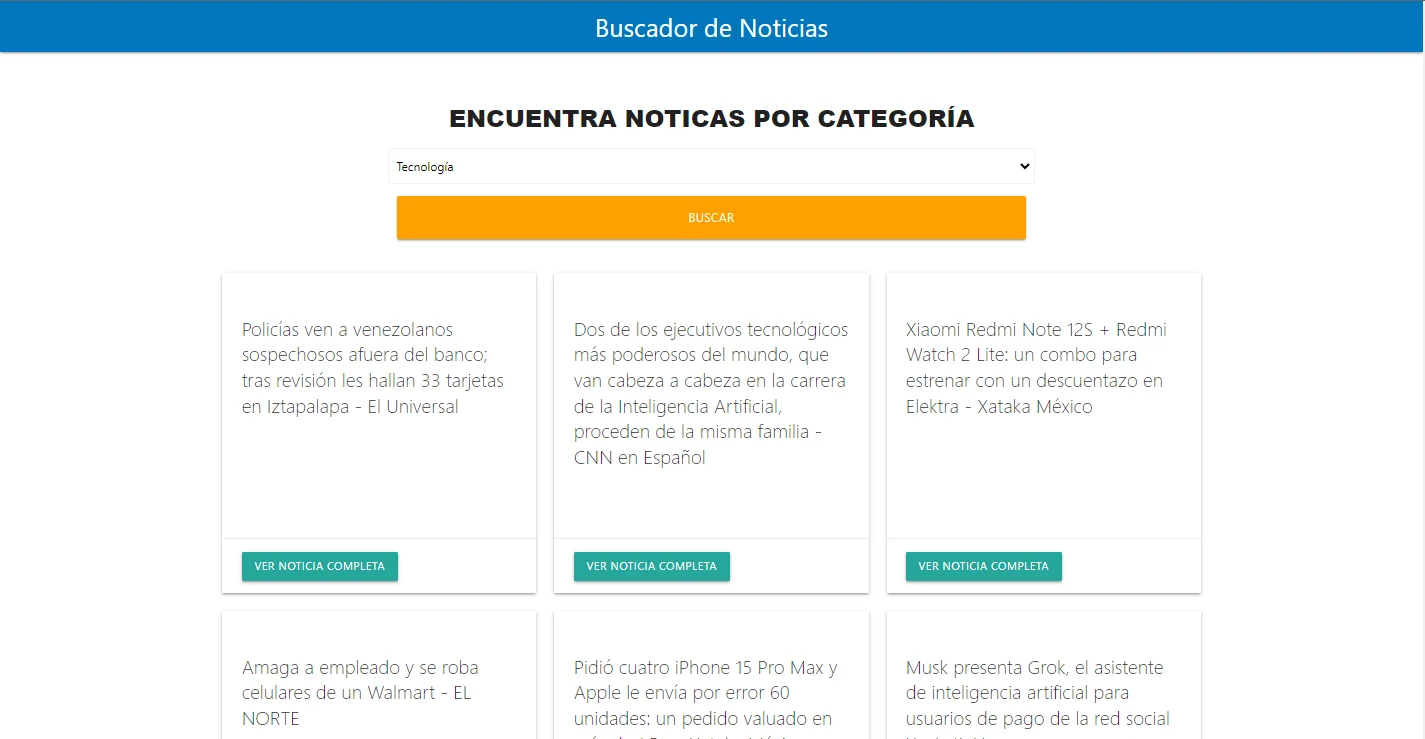 Buscador de Noticias
ENCUENTRA NOTICAS POR CATEGORÍA
Tecnología
BUSCAR
Policías ven a venezolanos
sospechosos afuera del banco;
tras revisión les hallan 33 tarjetas
en Iztapalapa - El Universal
VER NOTICIA COMPLETA
Dos de los ejecutivos tecnológicos
más poderosos del mundo, que
van cabeza a cabeza en la carrera
de la Inteligencia Artificial,
proceden de la misma familia -
CNN en Español
VER NOTICIA COMPLETA
Xiaomi Redmi Note 12S + Redmi
Watch 2 Lite: un combo para
estrenar con un descuentazo en
Elektra - Xataka México
VER NOTICIA COMPLETA
Amaga a empleado y se roba
celulares de un Walmart - EL
NORTE
Pidió cuatro iPhone 15 Pro Max y
Apple le envía por error 60
unidades: un pedido valuado en
Musk presenta Grok, el asistente
de inteligencia artificial para
usuarios de pago de la red social